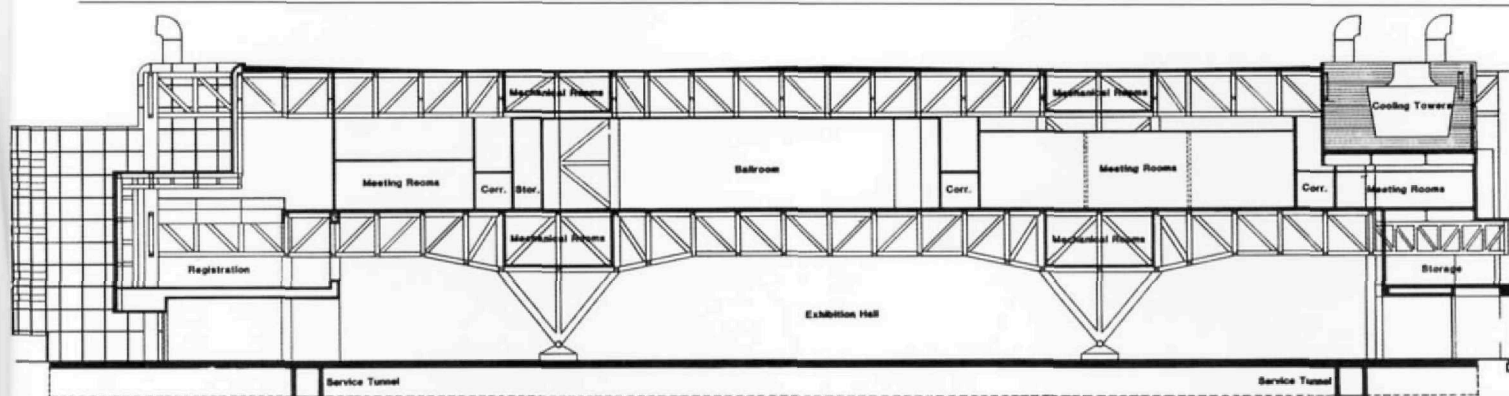 Mechanical Rooms
Mechanical Rooms
Cooling Towers
Meeting Rooms
Corr.
Stor.
Ballroom
Corr.
Meeting Rooms
Corr.
Meeting Rooms
Mechanical Rooms
Mechanical Rooms
Registration
Storage
Exhibition Hall
Service Tunnel
Service Tunnel